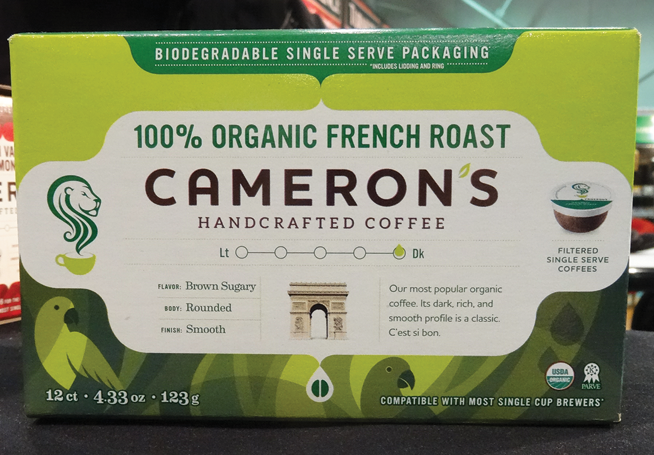 BIODEGRADABLE SINGLE SERVE PACKAGING
*INCLUDES LIDDING AND RING
100% ORGANIC FRENCH ROAST
CAMERON'S
HANDCRAFTED COFFEE
Lt Dk
FILTERED
SINGLE SERVE
COFFEES
FLAVOR: Brown Sugary
BODY: Rounded
FINISH: Smooth
Our most popular organic
coffee. Its dark, rich, and
smooth profile is a classic.
C'est si bon.
USDA
ORGANIC
PARVE
12 ct · 4.33 oz · 123 g
COMPATIBLE WITH MOST SINGLE CUP BREWERS*